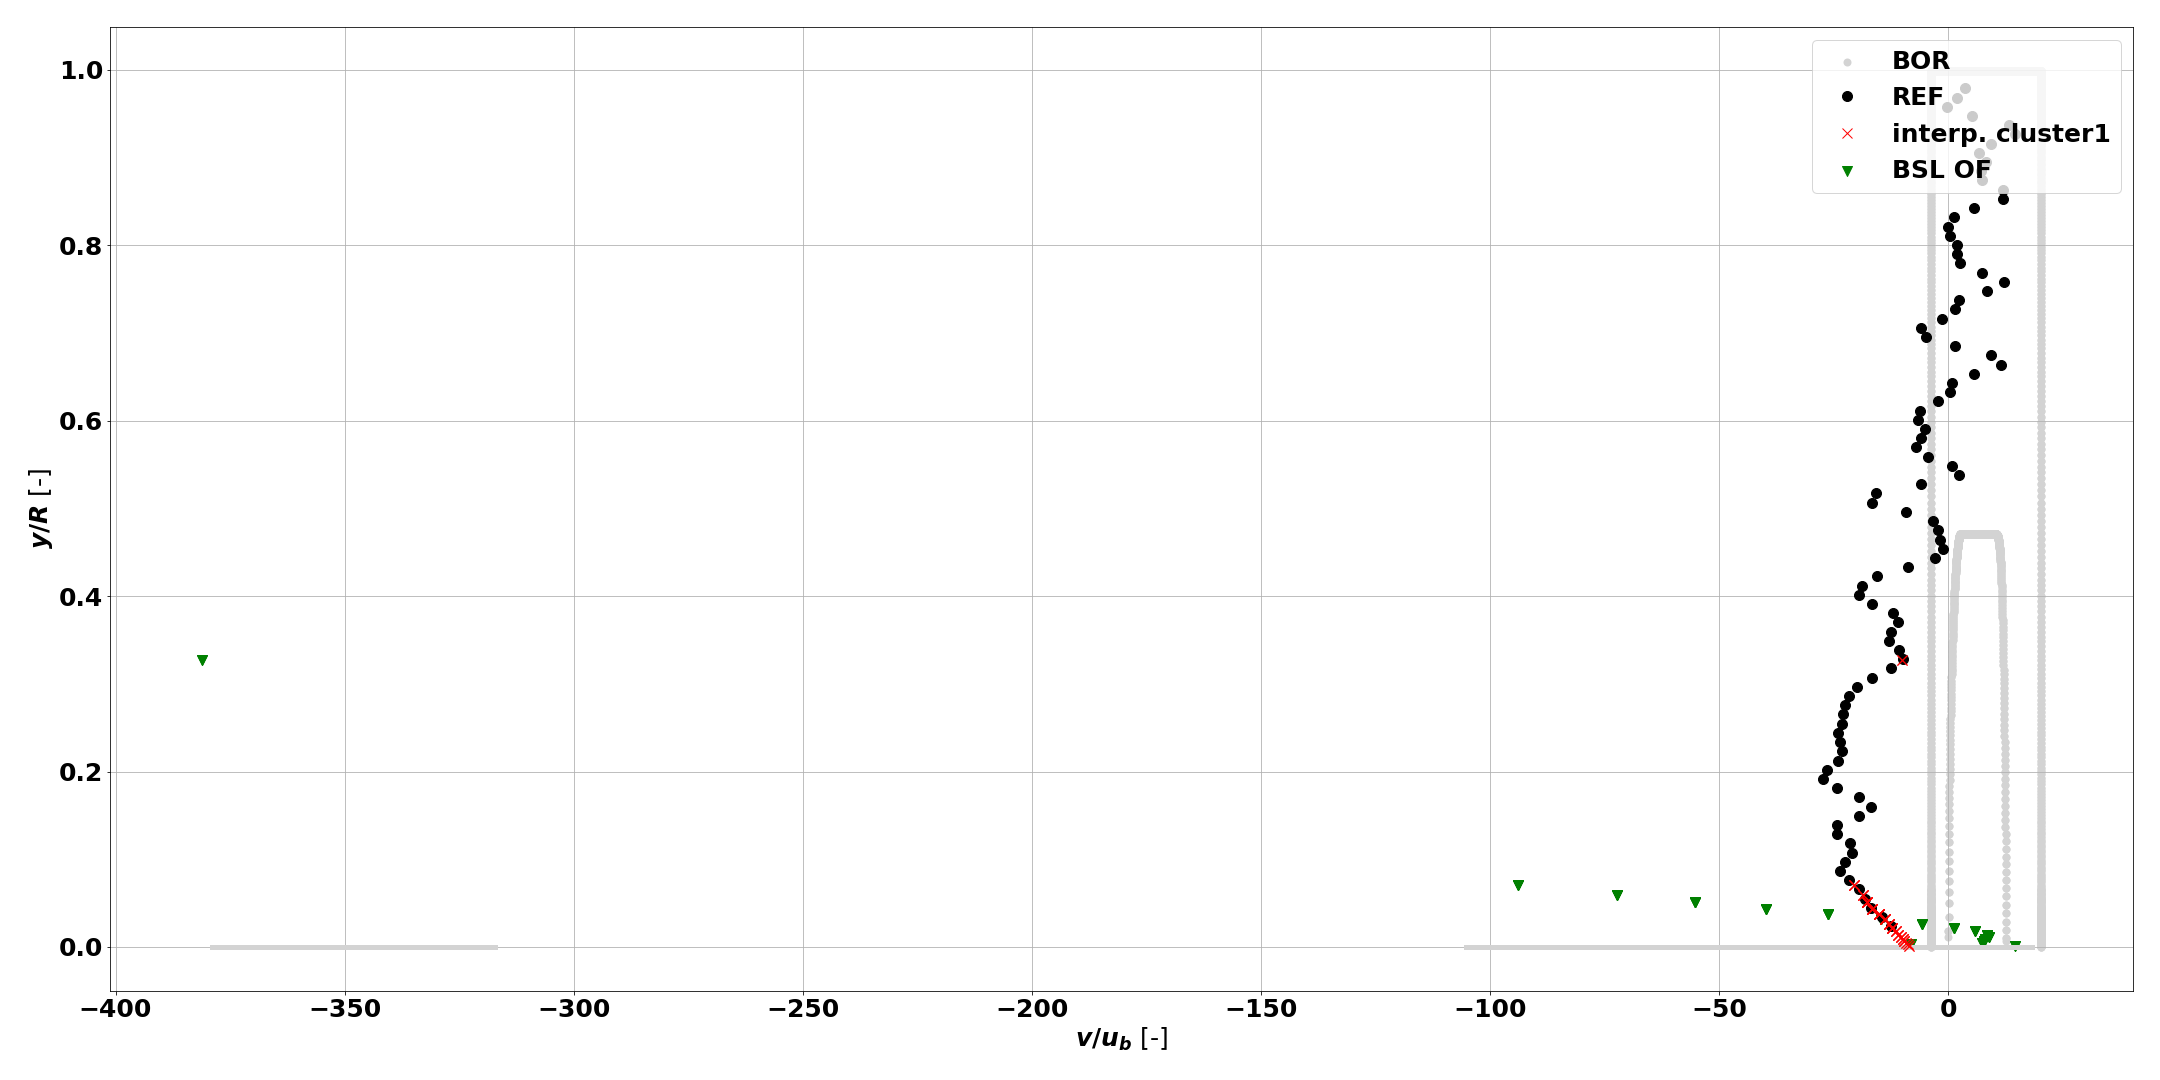 1.0
0.8
0.6
0.4
0.2
0.0
y/R [-]
−400 −350 −300 −250 −200 −150 −100 −50 0
v/u_b [-]
BOR
REF
interp. cluster1
BSL OF